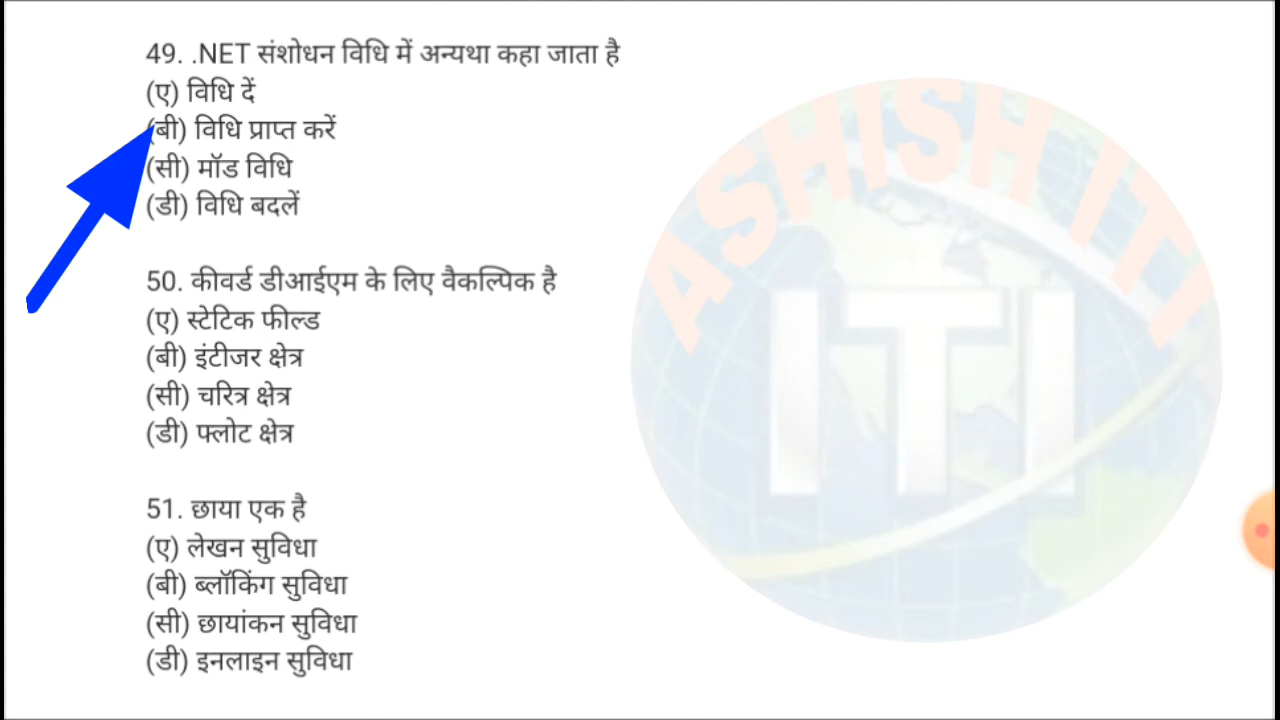 49. .NET संशोधन विधि में अन्यथा कहा जाता है
(ए) विधि दें
(बी) विधि प्राप्त करें
(सी) मॉड विधि
(डी) विधि बदलें
50. कीवर्ड डीआईएम के लिए वैकल्पिक है
(ए) स्टेटिक फील्ड
(बी) इंटीजर क्षेत्र
(सी) चरित्र क्षेत्र
(डी) फ्लोट क्षेत्र
51. छाया एक है
(ए) लेखन सुविधा
(बी) ब्लॉकिंग सुविधा
(सी) छायांकन सुविधा
(डी) इनलाइन सुविधा
ASHISH ITI
ITI